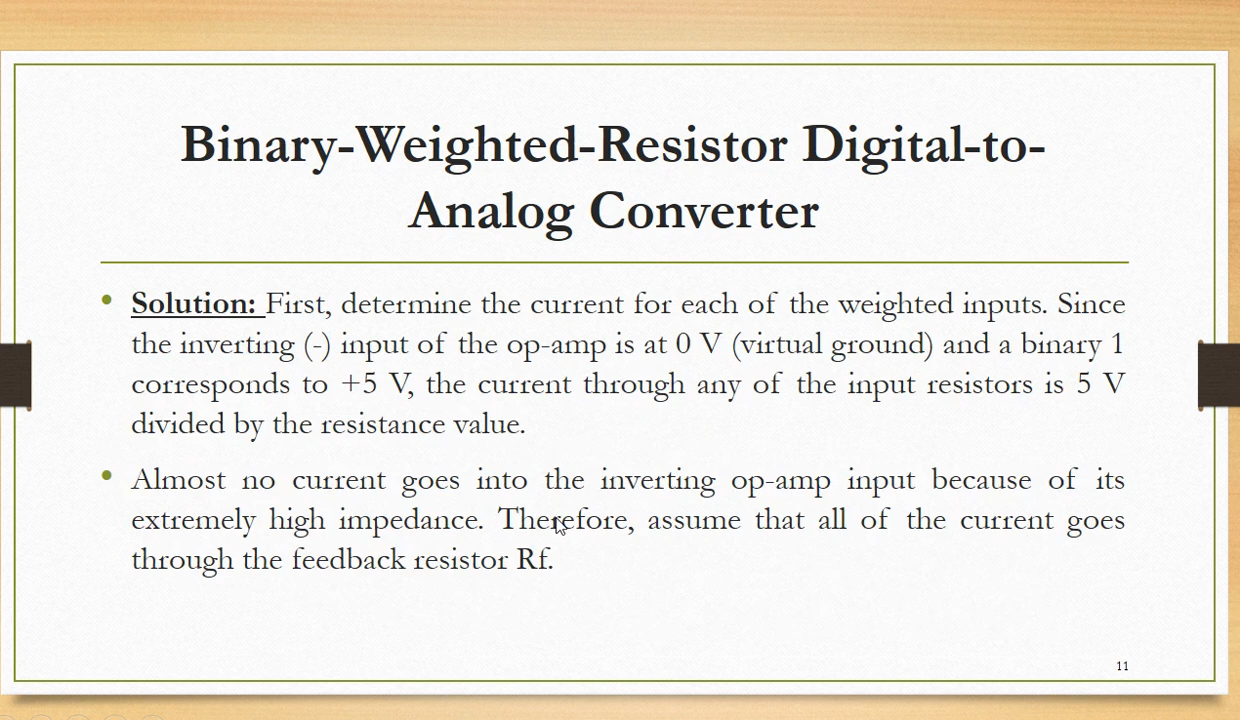 Binary-Weighted-Resistor Digital-to-
Analog Converter
• Solution: First, determine the current for each of the weighted inputs. Since
the inverting (-) input of the op-amp is at 0 V (virtual ground) and a binary 1
corresponds to +5 V, the current through any of the input resistors is 5 V
divided by the resistance value.
• Almost no current goes into the inverting op-amp input because of its
extremely high impedance. Therefore, assume that all of the current goes
through the feedback resistor Rf.
11